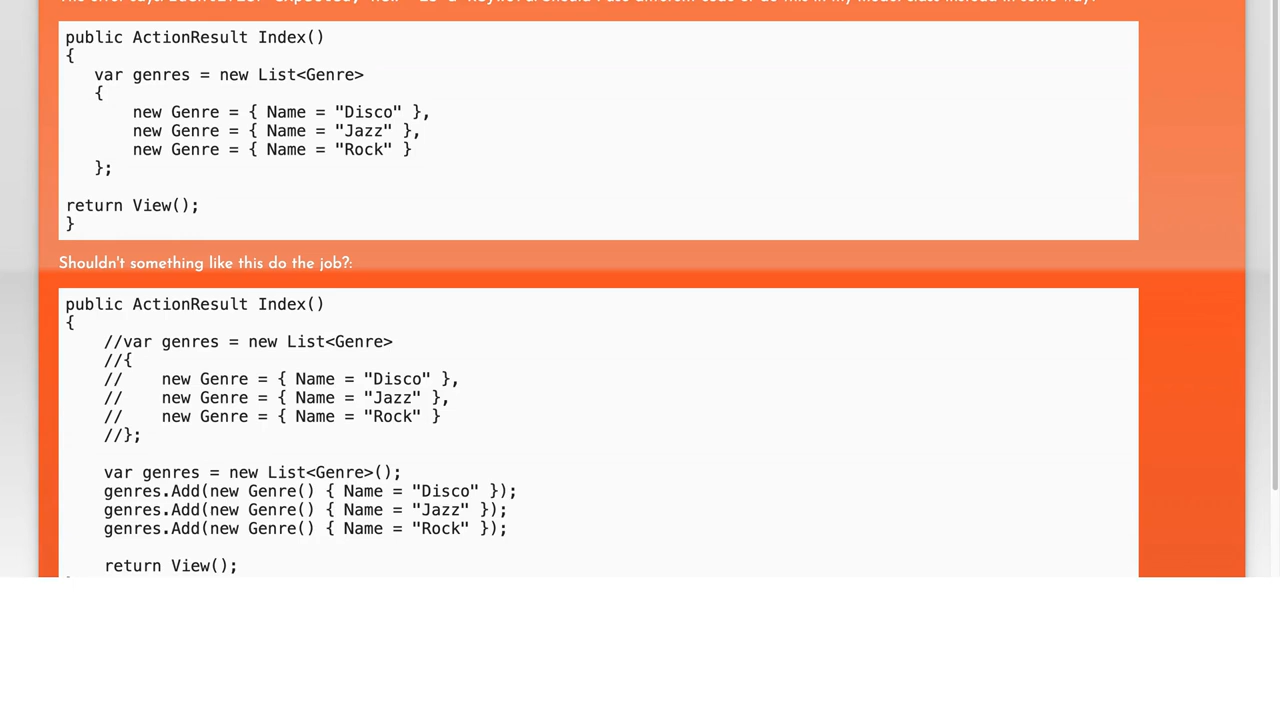 public ActionResult Index()
{
   var genres = new List<Genre>
   {
       new Genre = { Name = "Disco" },
       new Genre = { Name = "Jazz" },
       new Genre = { Name = "Rock" }
   };

return View();
}
Shouldn't something like this do the job?:
public ActionResult Index()
{
    //var genres = new List<Genre>
    //{
    //    new Genre = { Name = "Disco" },
    //    new Genre = { Name = "Jazz" },
    //    new Genre = { Name = "Rock" }
    //};

    var genres = new List<Genre>();
    genres.Add(new Genre() { Name = "Disco" });
    genres.Add(new Genre() { Name = "Jazz" });
    genres.Add(new Genre() { Name = "Rock" });

    return View();